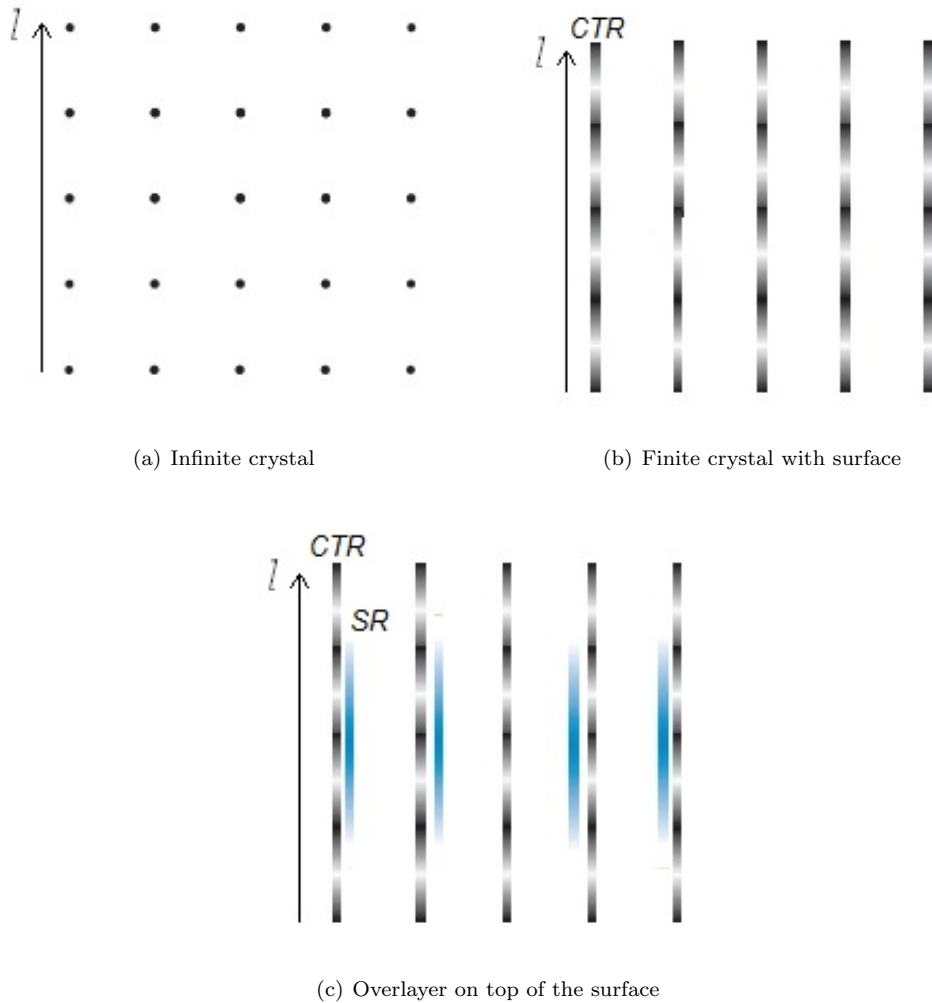 l
CTR
l
(a) Infinite crystal
(b) Finite crystal with surface
CTR
l
SR
(c) Overlayer on top of the surface